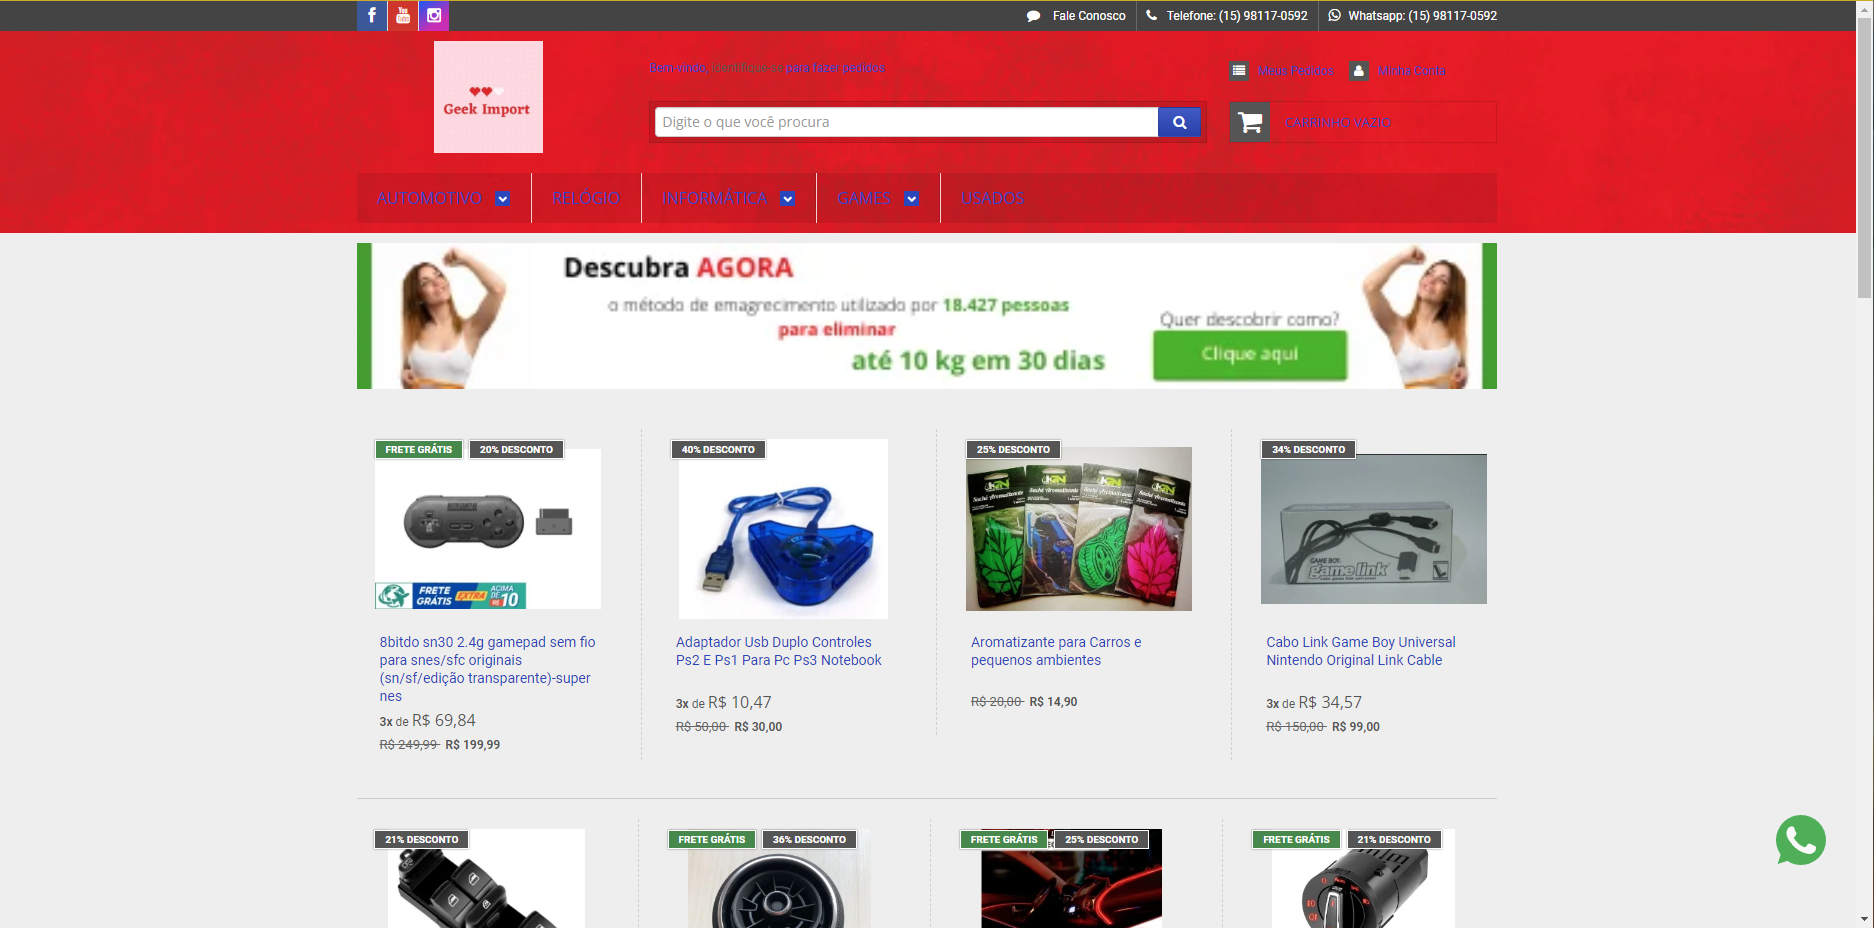 Fale Conosco
Telefone: (15) 98117-0592
Whatsapp: (15) 98117-0592
Geek Import
Bem-vindo, identifique-se para fazer pedidos
Meus Pedidos
Minha Conta
Digite o que você procura
CARRINHO VAZIO
AUTOMOTIVO
RELÓGIO
INFORMÁTICA
GAMES
USADOS
Descubra AGORA
o método de emagrecimento utilizado por 18.427 pessoas
para eliminar
até 10 kg em 30 dias
Quer descobrir como?
Clique aqui
FRETE GRÁTIS
20% DESCONTO
FRETE GRÁTIS EXTRA ACIMA DE R$ 10
8bitdo sn30 2.4g gamepad sem fio
para snes/sfc originais
(sn/sf/edição transparente)-super
nes
3x de R$ 69,84
R$ 249,99 R$ 199,99
40% DESCONTO
Adaptador Usb Duplo Controles
Ps2 E Ps1 Para Pc Ps3 Notebook
3x de R$ 10,47
R$ 50,00 R$ 30,00
25% DESCONTO
Aromatizante para Carros e
pequenos ambientes
R$ 20,00 R$ 14,90
34% DESCONTO
GAME BOY
game link
Cabo Link Game Boy Universal
Nintendo Original Link Cable
3x de R$ 34,57
R$ 150,00 R$ 99,00
21% DESCONTO
FRETE GRÁTIS
36% DESCONTO
FRETE GRÁTIS
25% DESCONTO
FRETE GRÁTIS
21% DESCONTO